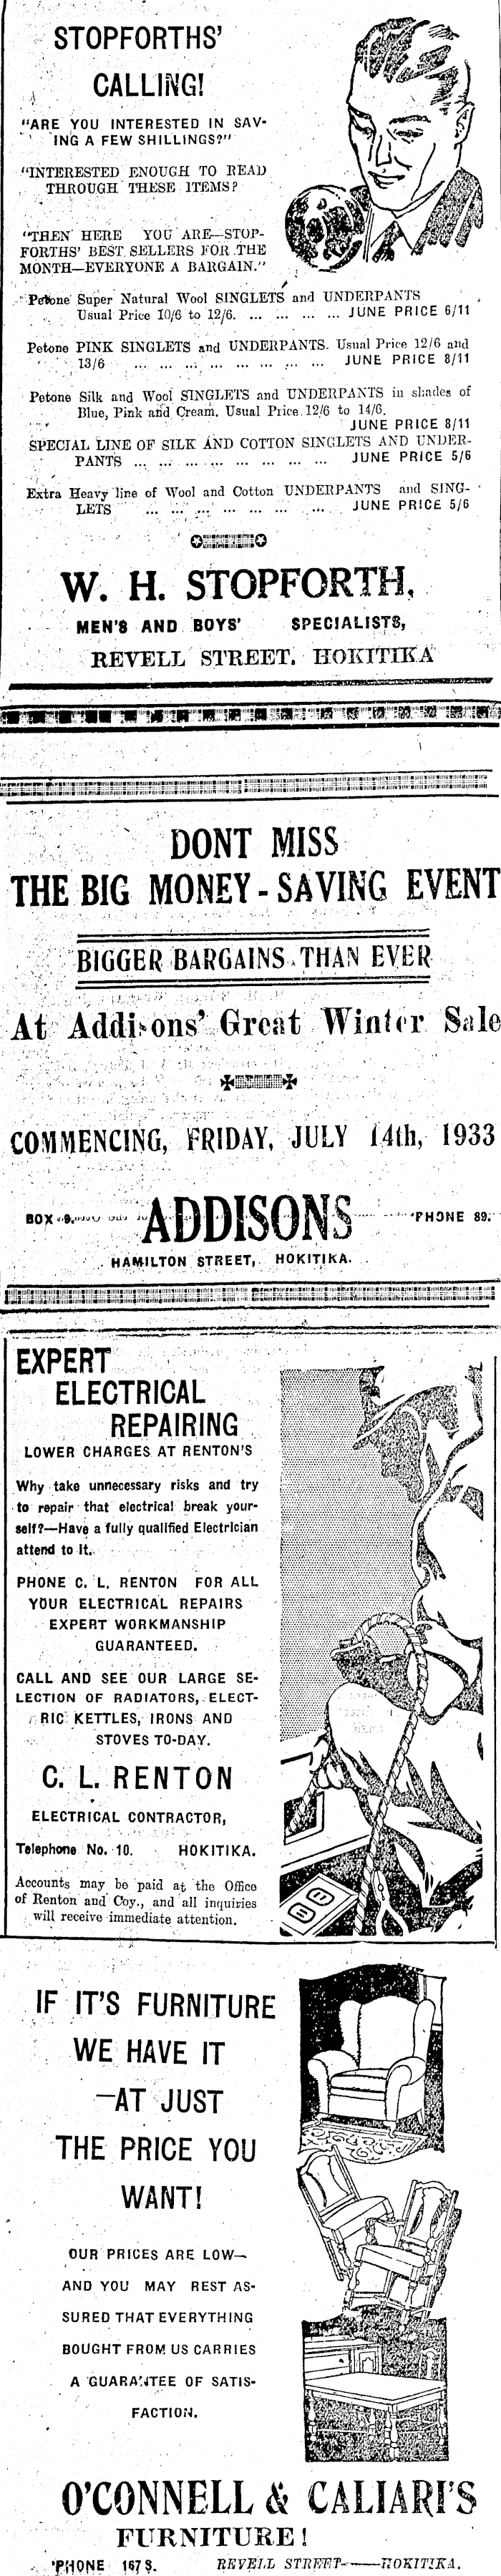 STOPFORTHS'
CALLING!
"ARE YOU INTERESTED IN SAV-
ING A FEW SHILLINGS?"
"INTERESTED ENOUGH TO READ
THROUGH THESE ITEMS?
"THEN HERE YOU ARE—STOP-
FORTHS' BEST SELLERS FOR THE
MONTH—EVERYONE A BARGAIN."
Petone Super Natural Wool SINGLETS and UNDERPANTS
Usual Price 10/6 to 12/6. ... ... ... ... ... JUNE PRICE 6/11
Petone PINK SINGLETS and UNDERPANTS. Usual Price 12/6 and
13/6 ... ... ... ... ... ... ... ... JUNE PRICE 8/11
Petone Silk and Wool SINGLETS and UNDERPANTS in shades of
Blue, Pink and Cream. Usual Price 12/6 to 14/6.
JUNE PRICE 8/11
SPECIAL LINE OF SILK AND COTTON SINGLETS AND UNDER-
PANTS ... ... ... ... ... ... ... ... JUNE PRICE 5/6
Extra Heavy line of Wool and Cotton UNDERPANTS and SING-
LETS ... ... ... ... ... ... ... JUNE PRICE 5/6
W. H. STOPFORTH,
MEN'S AND BOYS' SPECIALISTS,
REVELL STREET. HOKITIKA
DONT MISS
THE BIG MONEY-SAVING EVENT
BIGGER BARGAINS THAN EVER
At Addisons' Great Winter Sale
COMMENCING, FRIDAY, JULY 14th, 1933
BOX 9. ADDISONS 'PHONE 89.
HAMILTON STREET, HOKITIKA.
EXPERT
ELECTRICAL
REPAIRING
LOWER CHARGES AT RENTON'S
Why take unnecessary risks and try
to repair that electrical break your-
self?—Have a fully qualified Electrician
attend to it.
PHONE C. L. RENTON FOR ALL
YOUR ELECTRICAL REPAIRS
EXPERT WORKMANSHIP
GUARANTEED.
CALL AND SEE OUR LARGE SE-
LECTION OF RADIATORS, ELECT-
RIC KETTLES, IRONS AND
STOVES TO-DAY.
C. L. RENTON
ELECTRICAL CONTRACTOR,
Telephone No. 10. HOKITIKA.
Accounts may be paid at the Office
of Renton and Coy., and all inquiries
will receive immediate attention.
IF IT'S FURNITURE
WE HAVE IT
—AT JUST
THE PRICE YOU
WANT!
OUR PRICES ARE LOW—
AND YOU MAY REST AS-
SURED THAT EVERYTHING
BOUGHT FROM US CARRIES
A GUARANTEE OF SATIS-
FACTION.
O'CONNELL & CALIARI'S
FURNITURE!
'PHONE 167 S. REVELL STREET———HOKITIKA.